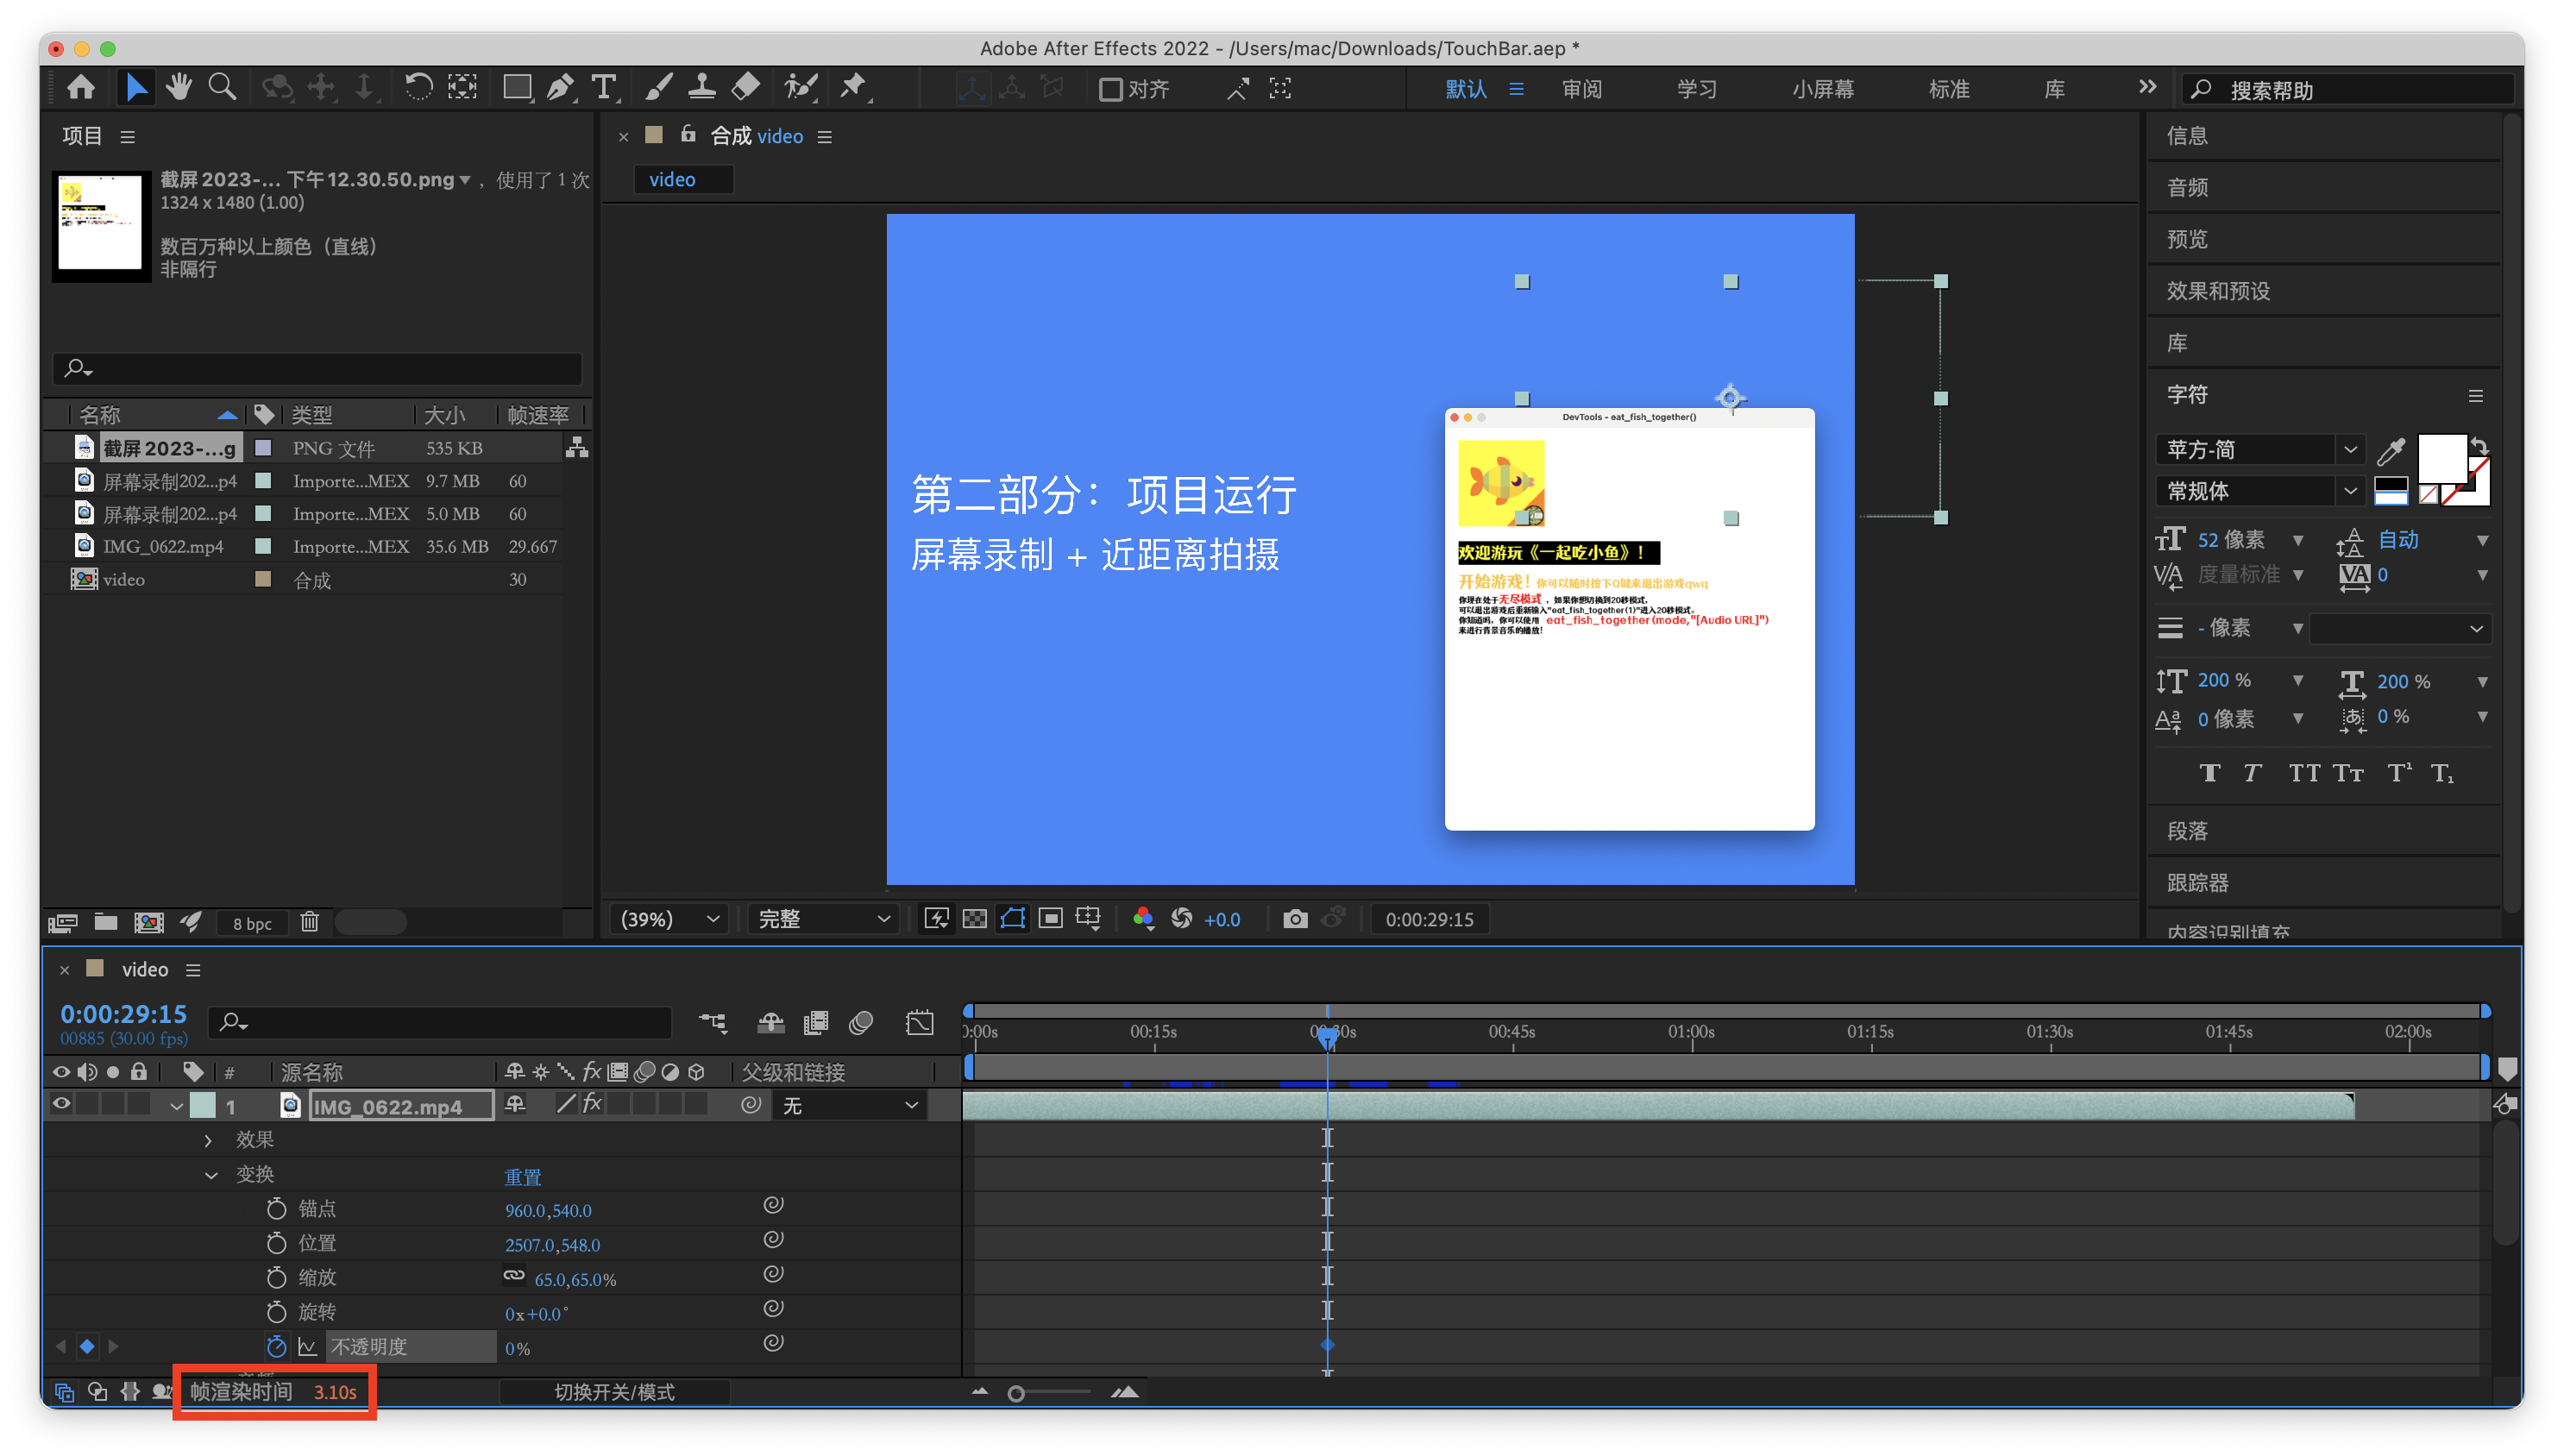 Adobe After Effects 2022 - /Users/mac/Downloads/TouchBar.aep *
对齐
默认
审阅
学习
小屏幕
标准
库
搜索帮助
项目
截屏2023-... 下午12.30.50.png ，使用了 1 次
1324 x 1480 (1.00)
数百万种以上颜色（直线）
非隔行
名称 类型 大小 帧速率
截屏2023-...g PNG 文件 535 KB
屏幕录制202...p4 Importe...MEX 9.7 MB 60
屏幕录制202...p4 Importe...MEX 5.0 MB 60
IMG_0622.mp4 Importe...MEX 35.6 MB 29.667
video 合成 30
8 bpc
合成 video
video
第二部分：项目运行
屏幕录制 + 近距离拍摄
DevTools - eat_fish_together()
欢迎游玩《一起吃小鱼》！
开始游戏！你可以随时按下Q键来退出游戏qwq
你现在处于无尽模式，如果你想切换到20秒模式，
可以退出游戏后重新输入"eat_fish_together(1)"进入20秒模式。
你知道吗，你可以使用 eat_fish_together(mode,"[Audio URL]")
来进行背景音乐的播放！
(39%)
完整
+0.0
0:00:29:15
信息
音频
预览
效果和预设
库
字符
苹方-简
常规体
52 像素 自动
度量标准 0
- 像素
200 % 200 %
0 像素 0 %
段落
跟踪器
内容识别填充
video
0:00:29:15
00885 (30.00 fps)
# 源名称 父级和链接
1 IMG_0622.mp4 无
效果
变换 重置
锚点 960.0,540.0
位置 2507.0,548.0
缩放 65.0,65.0%
旋转 0x+0.0°
不透明度 0%
帧渲染时间 3.10s
切换开关/模式
0:00s 00:15s 00:30s 00:45s 01:00s 01:15s 01:30s 01:45s 02:00s